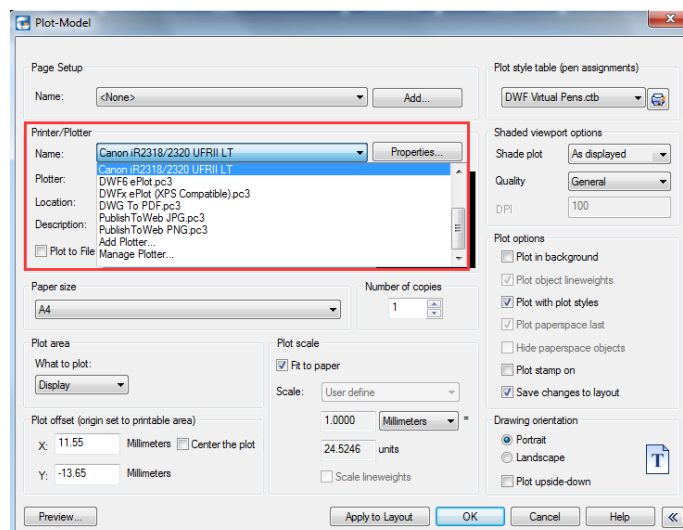 Plot-Model
Page Setup
Name: <None> Add...
Printer/Plotter
Name: Canon iR2318/2320 UFRII LT Properties...
Canon iR2318/2320 UFRII LT
Plotter: DWF6 ePlot.pc3
DWFx ePlot (XPS Compatible).pc3
Location: DWG To PDF.pc3
PublishToWeb JPG.pc3
Description: PublishToWeb PNG.pc3
Add Plotter...
Plot to File Manage Plotter...
Paper size
A4
Number of copies
1
Plot area
What to plot:
Display
Plot scale
Fit to paper
Scale: User define
1.0000 Millimeters =
24.5246 units
Scale lineweights
Plot offset (origin set to printable area)
X: 11.55 Millimeters Center the plot
Y: -13.65 Millimeters
Plot style table (pen assignments)
DWF Virtual Pens.ctb
Shaded viewport options
Shade plot As displayed
Quality General
DPI 100
Plot options
Plot in background
Plot object lineweights
Plot with plot styles
Plot paperspace last
Hide paperspace objects
Plot stamp on
Save changes to layout
Drawing orientation
Portrait
Landscape
Plot upside-down
T
Preview... Apply to Layout OK Cancel Help «